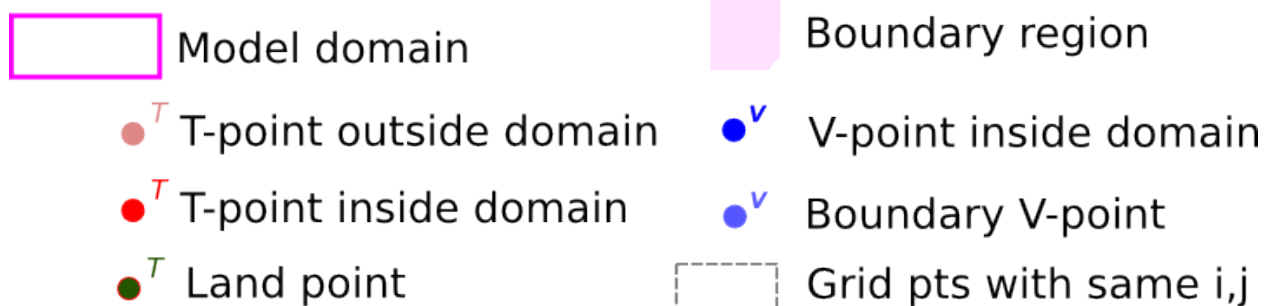 Model domain
Boundary region
T T-point outside domain
V V-point inside domain
T T-point inside domain
V Boundary V-point
T Land point
Grid pts with same i,j